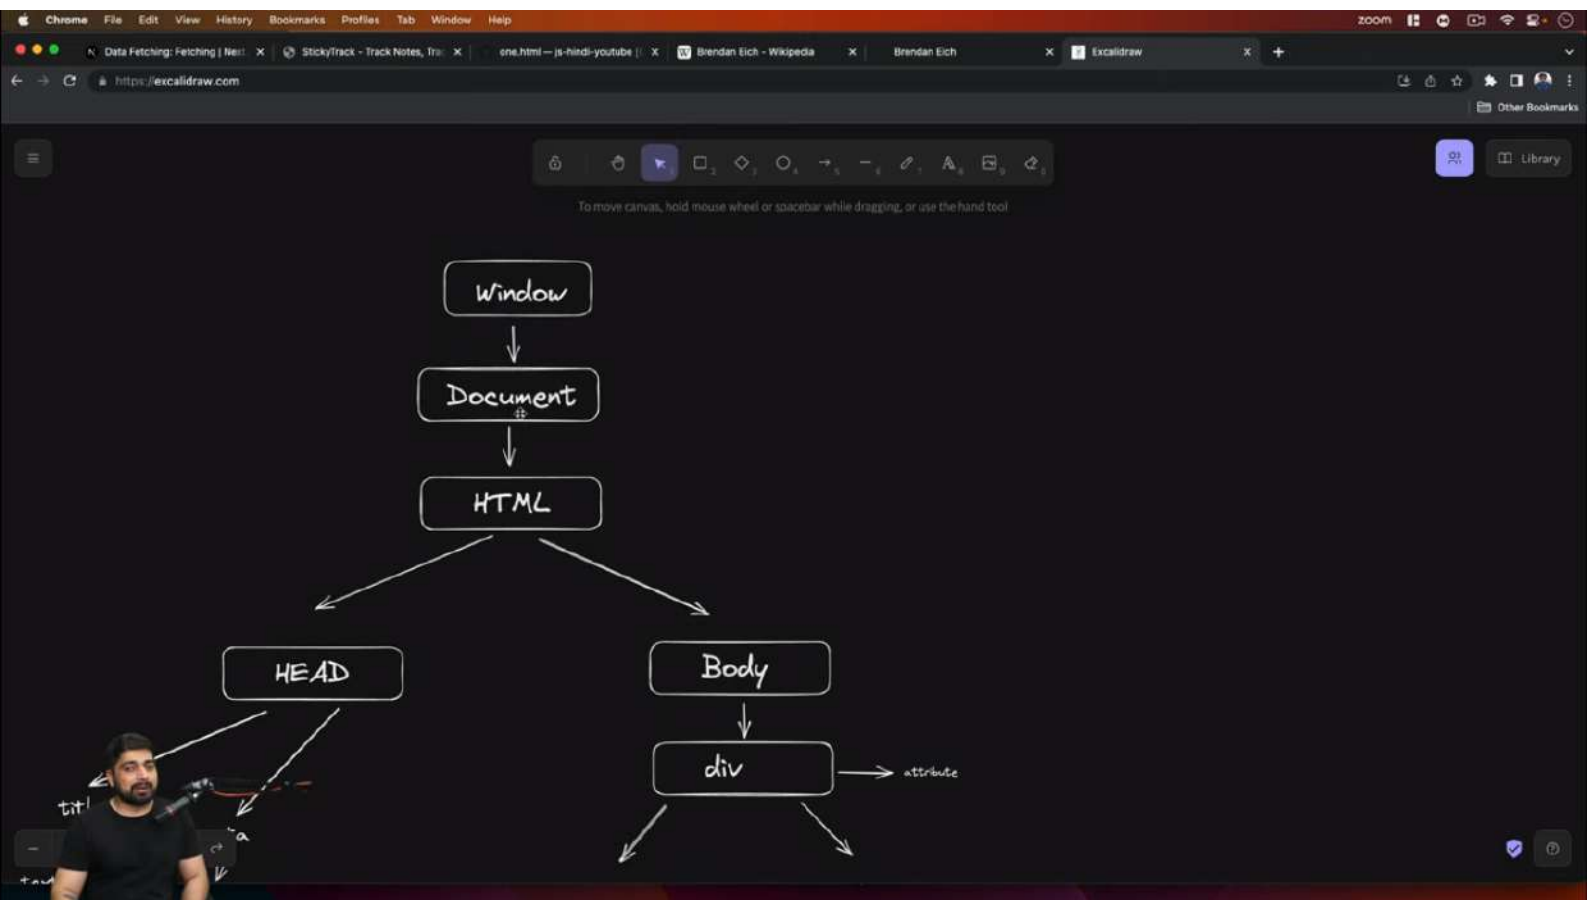 Chrome File Edit View History Bookmarks Profiles Tab Window Help
zoom
Data Fetching: Fetching | Next
StickyTrack - Track Notes, Tra
one.html — js-hindi-youtube [
Brendan Eich - Wikipedia
Brendan Eich
Excalidraw
https://excalidraw.com
Other Bookmarks
Library
To move canvas, hold mouse wheel or spacebar while dragging, or use the hand tool
Window
Document
HTML
HEAD
Body
div
attribute
titl
ta